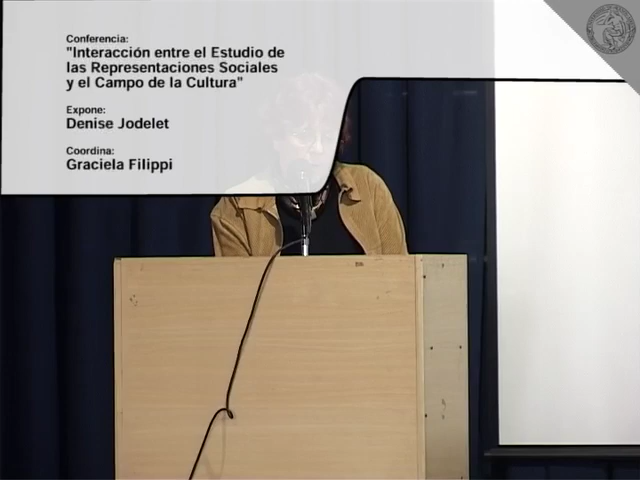 Conferencia:
"Interacción entre el Estudio de
las Representaciones Sociales
y el Campo de la Cultura"
Expone:
Denise Jodelet
Coordina:
Graciela Filippi